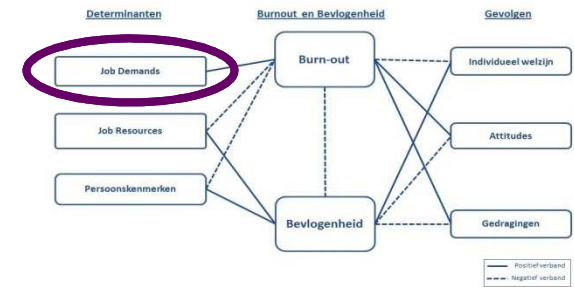 Determinanten
Burnout en Bevlogenheid
Gevolgen
Job Demands
Burn-out
Individueel welzijn
Job Resources
Attitudes
Persoonskenmerken
Bevlogenheid
Gedragingen
Positief verband
Negatief verband